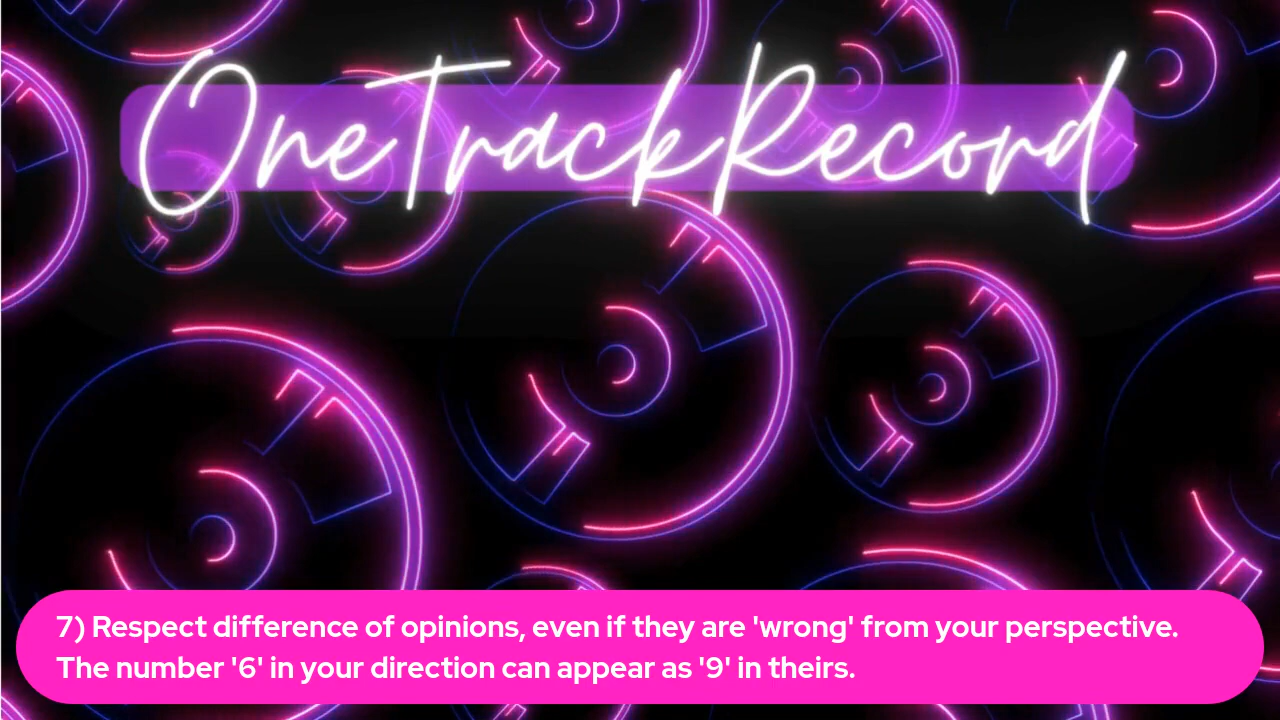 OneTrackRecord
7) Respect difference of opinions, even if they are 'wrong' from your perspective.
The number '6' in your direction can appear as '9' in theirs.